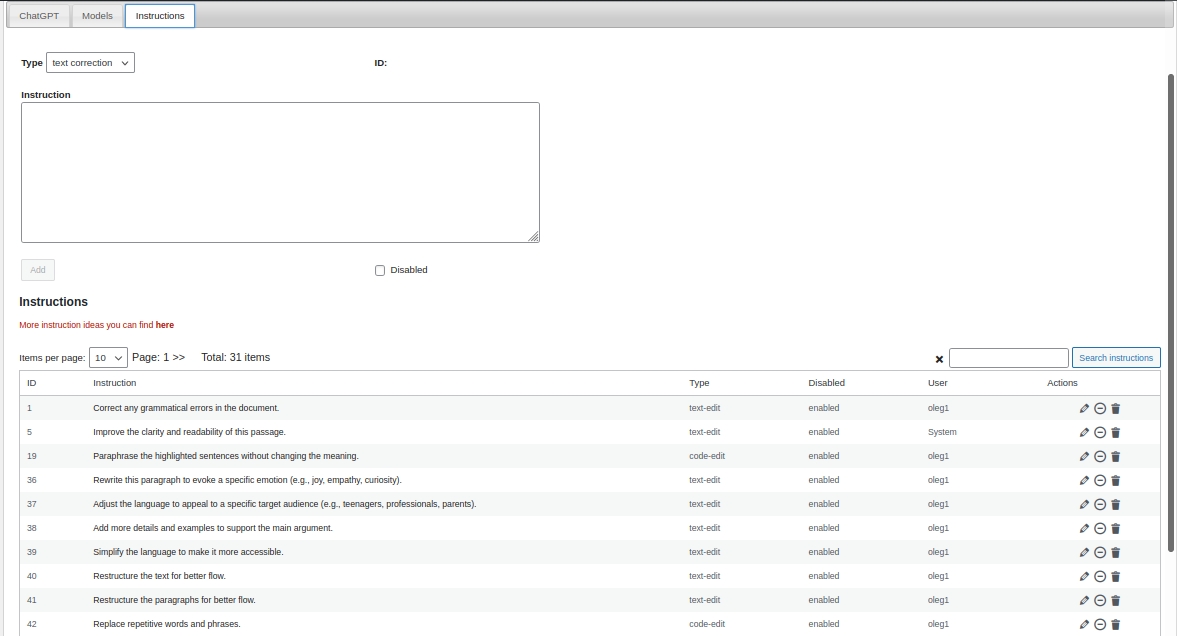 ChatGPT Models Instructions
Type text correction ID:
Instruction
Add Disabled
Instructions
More instruction ideas you can find here
Items per page: 10 Page: 1 >> Total: 31 items Search instructions
ID Instruction Type Disabled User Actions
1 Correct any grammatical errors in the document. text-edit enabled oleg1
5 Improve the clarity and readability of this passage. text-edit enabled System
19 Paraphrase the highlighted sentences without changing the meaning. code-edit enabled oleg1
36 Rewrite this paragraph to evoke a specific emotion (e.g., joy, empathy, curiosity). text-edit enabled oleg1
37 Adjust the language to appeal to a specific target audience (e.g., teenagers, professionals, parents). text-edit enabled oleg1
38 Add more details and examples to support the main argument. text-edit enabled oleg1
39 Simplify the language to make it more accessible. text-edit enabled oleg1
40 Restructure the text for better flow. text-edit enabled oleg1
41 Restructure the paragraphs for better flow. text-edit enabled oleg1
42 Replace repetitive words and phrases. code-edit enabled oleg1